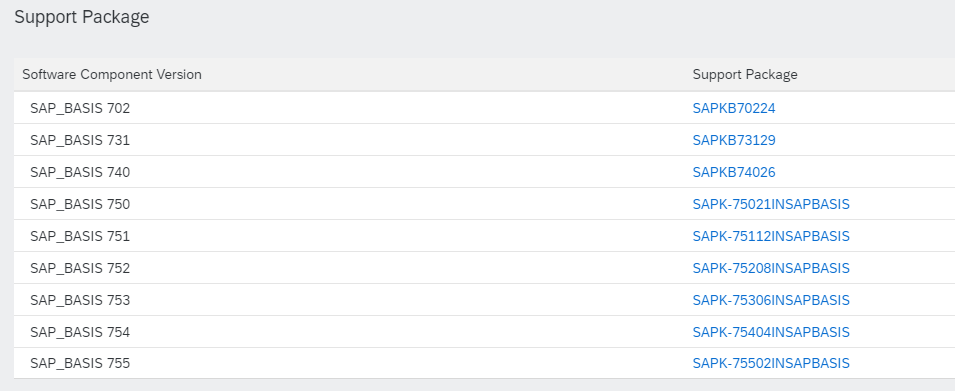 Support Package
Software Component Version Support Package
SAP_BASIS 702 SAPKB70224
SAP_BASIS 731 SAPKB73129
SAP_BASIS 740 SAPKB74026
SAP_BASIS 750 SAPK-75021INSAPBASIS
SAP_BASIS 751 SAPK-75112INSAPBASIS
SAP_BASIS 752 SAPK-75208INSAPBASIS
SAP_BASIS 753 SAPK-75306INSAPBASIS
SAP_BASIS 754 SAPK-75404INSAPBASIS
SAP_BASIS 755 SAPK-75502INSAPBASIS